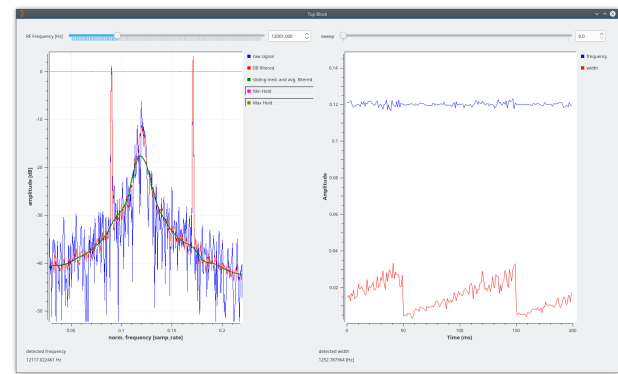 Top Block
RF Frequency [Hz]
12001.000
sweep
0.0
raw signal
IIR filtered
sliding med. and avg. filtered
Min Hold
Max Hold
0
-10
-20
-30
-40
-50
amplitude [dB]
0.05
0.1
0.15
0.2
norm. frequency [samp_rate]
frequency
width
0.14
0.12
0.1
0.08
0.06
0.04
0.02
Amplitude
0
50
100
150
200
Time (ms)
detected frequency
12117.022461 Hz
detected width
1252.787964 [Hz]